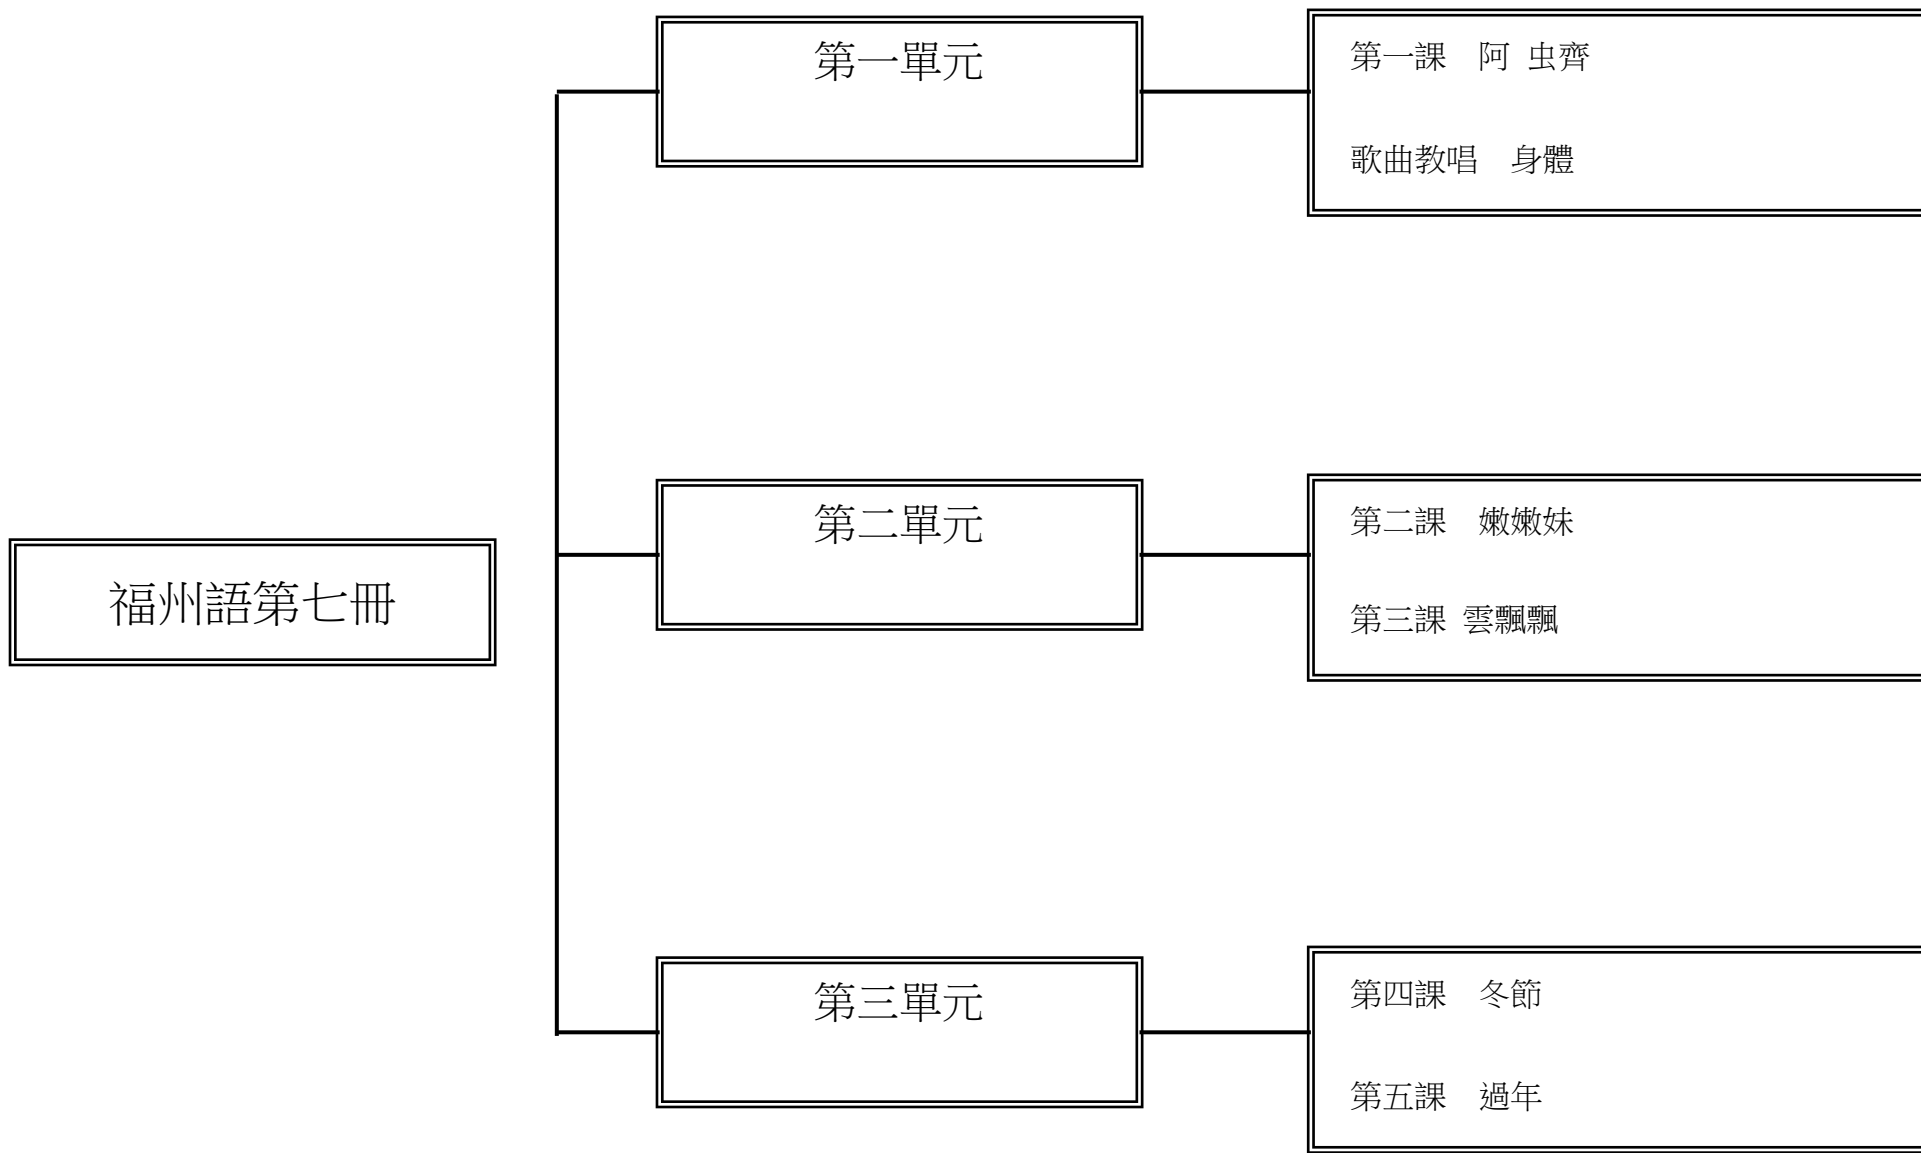 福州語第七冊
第一單元
第一課　阿 虫齊
歌曲教唱　身體
第二單元
第二課　嫩嫩妹
第三課 雲飄飄
第三單元
第四課　冬節
第五課　過年